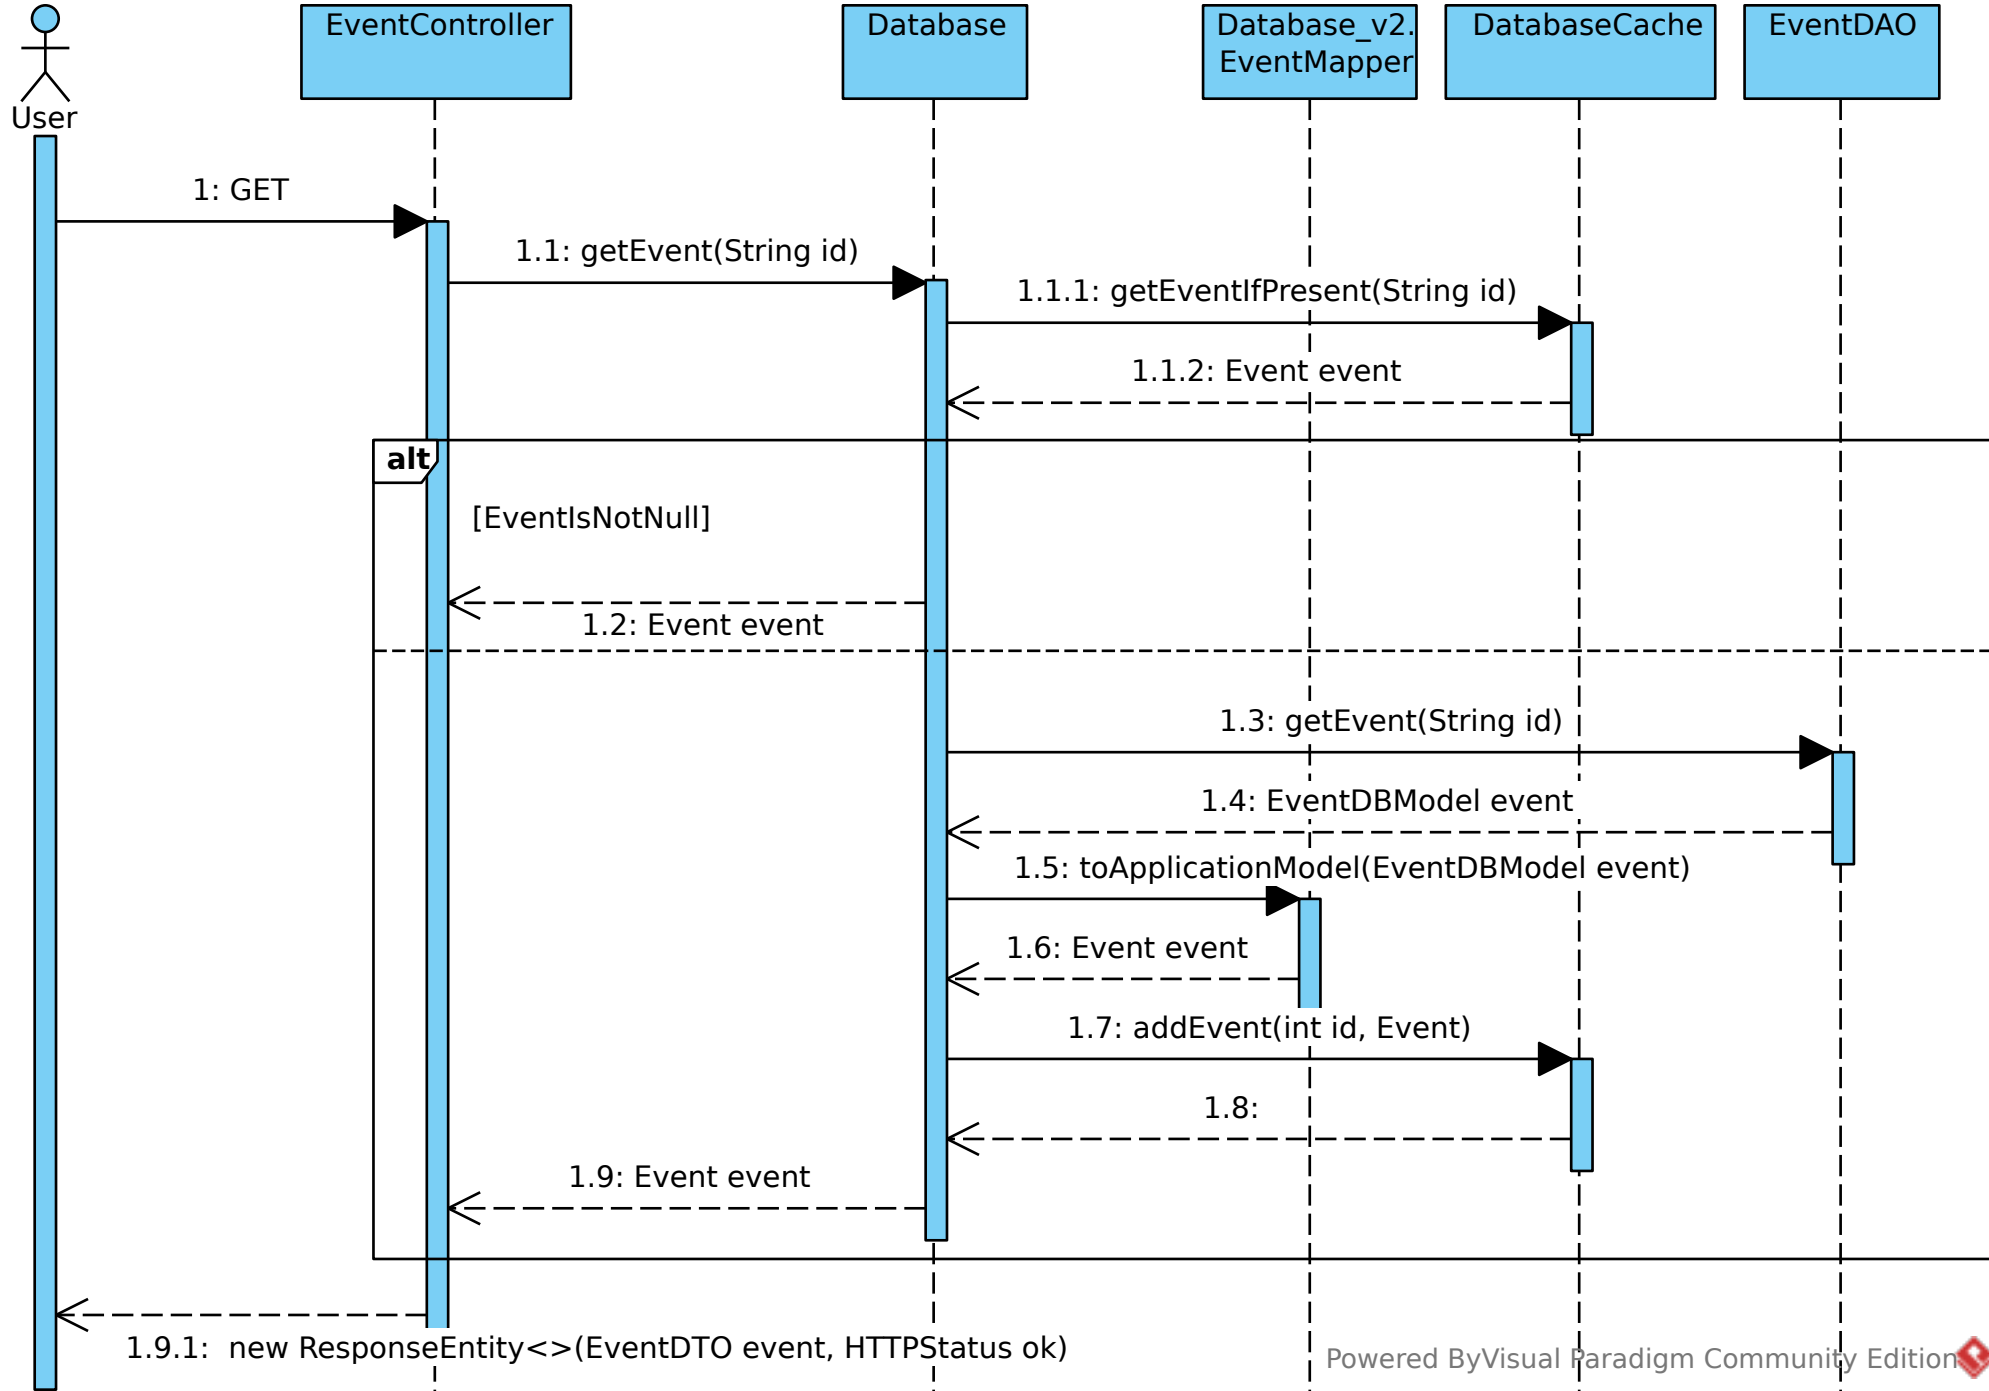 User
EventController
Database
Database_v2.
EventMapper
DatabaseCache
EventDAO
1: GET
1.1: getEvent(String id)
1.1.1: getEventIfPresent(String id)
1.1.2: Event event
alt
[EventIsNotNull]
1.2: Event event
1.3: getEvent(String id)
1.4: EventDBModel event
1.5: toApplicationModel(EventDBModel event)
1.6: Event event
1.7: addEvent(int id, Event)
1.8:
1.9: Event event
1.9.1: new ResponseEntity<>(EventDTO event, HTTPStatus ok)
Powered ByVisual Paradigm Community Edition